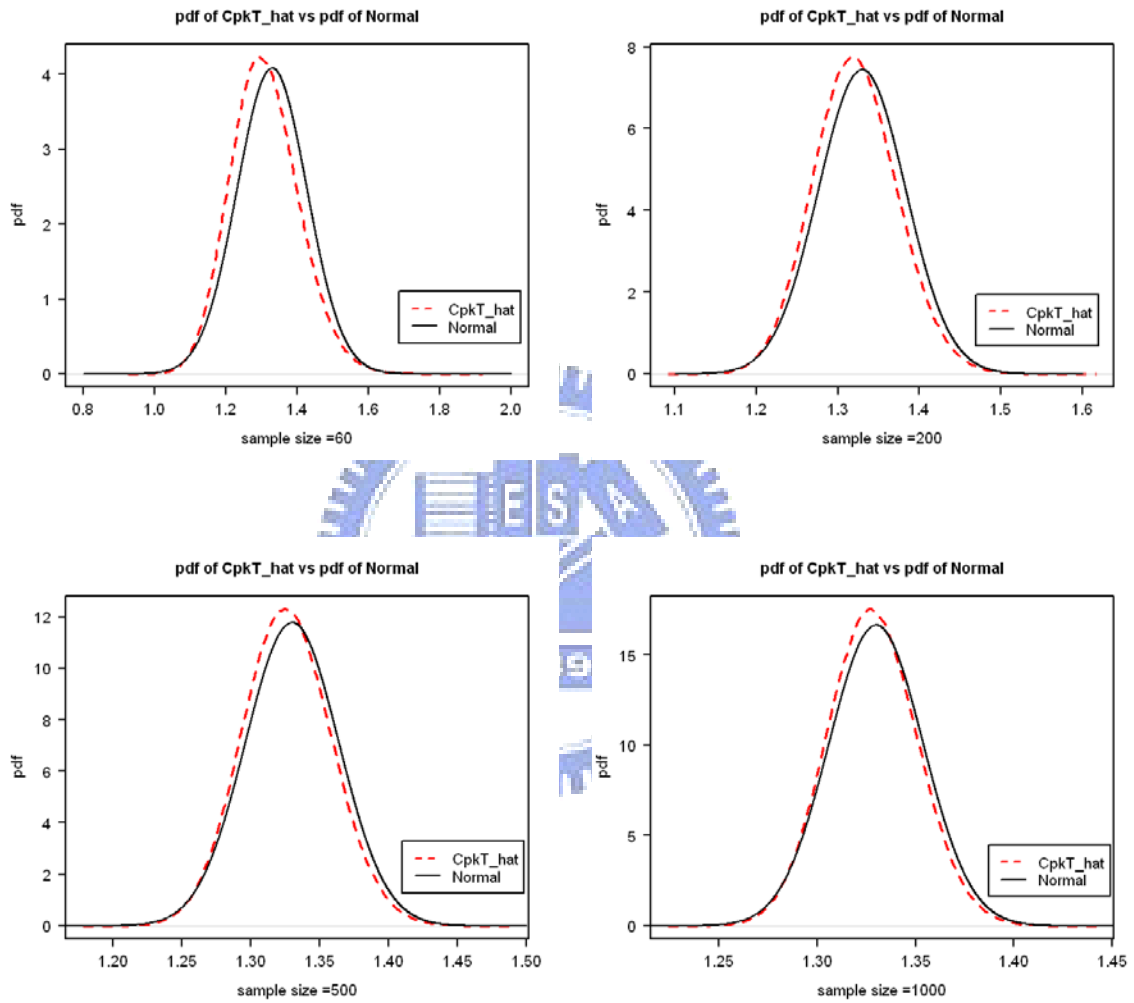 pdf of CpkT_hat vs pdf of Normal
pdf
4
3
2
1
0
CpkT_hat
Normal
0.8 1.0 1.2 1.4 1.6 1.8 2.0
sample size =60
pdf of CpkT_hat vs pdf of Normal
pdf
8
6
4
2
0
CpkT_hat
Normal
1.1 1.2 1.3 1.4 1.5 1.6
sample size =200
E S A
pdf of CpkT_hat vs pdf of Normal
pdf
12
10
8
6
4
2
0
CpkT_hat
Normal
1.20 1.25 1.30 1.35 1.40 1.45 1.50
sample size =500
9
pdf of CpkT_hat vs pdf of Normal
pdf
15
10
5
0
CpkT_hat
Normal
1.25 1.30 1.35 1.40 1.45
sample size =1000